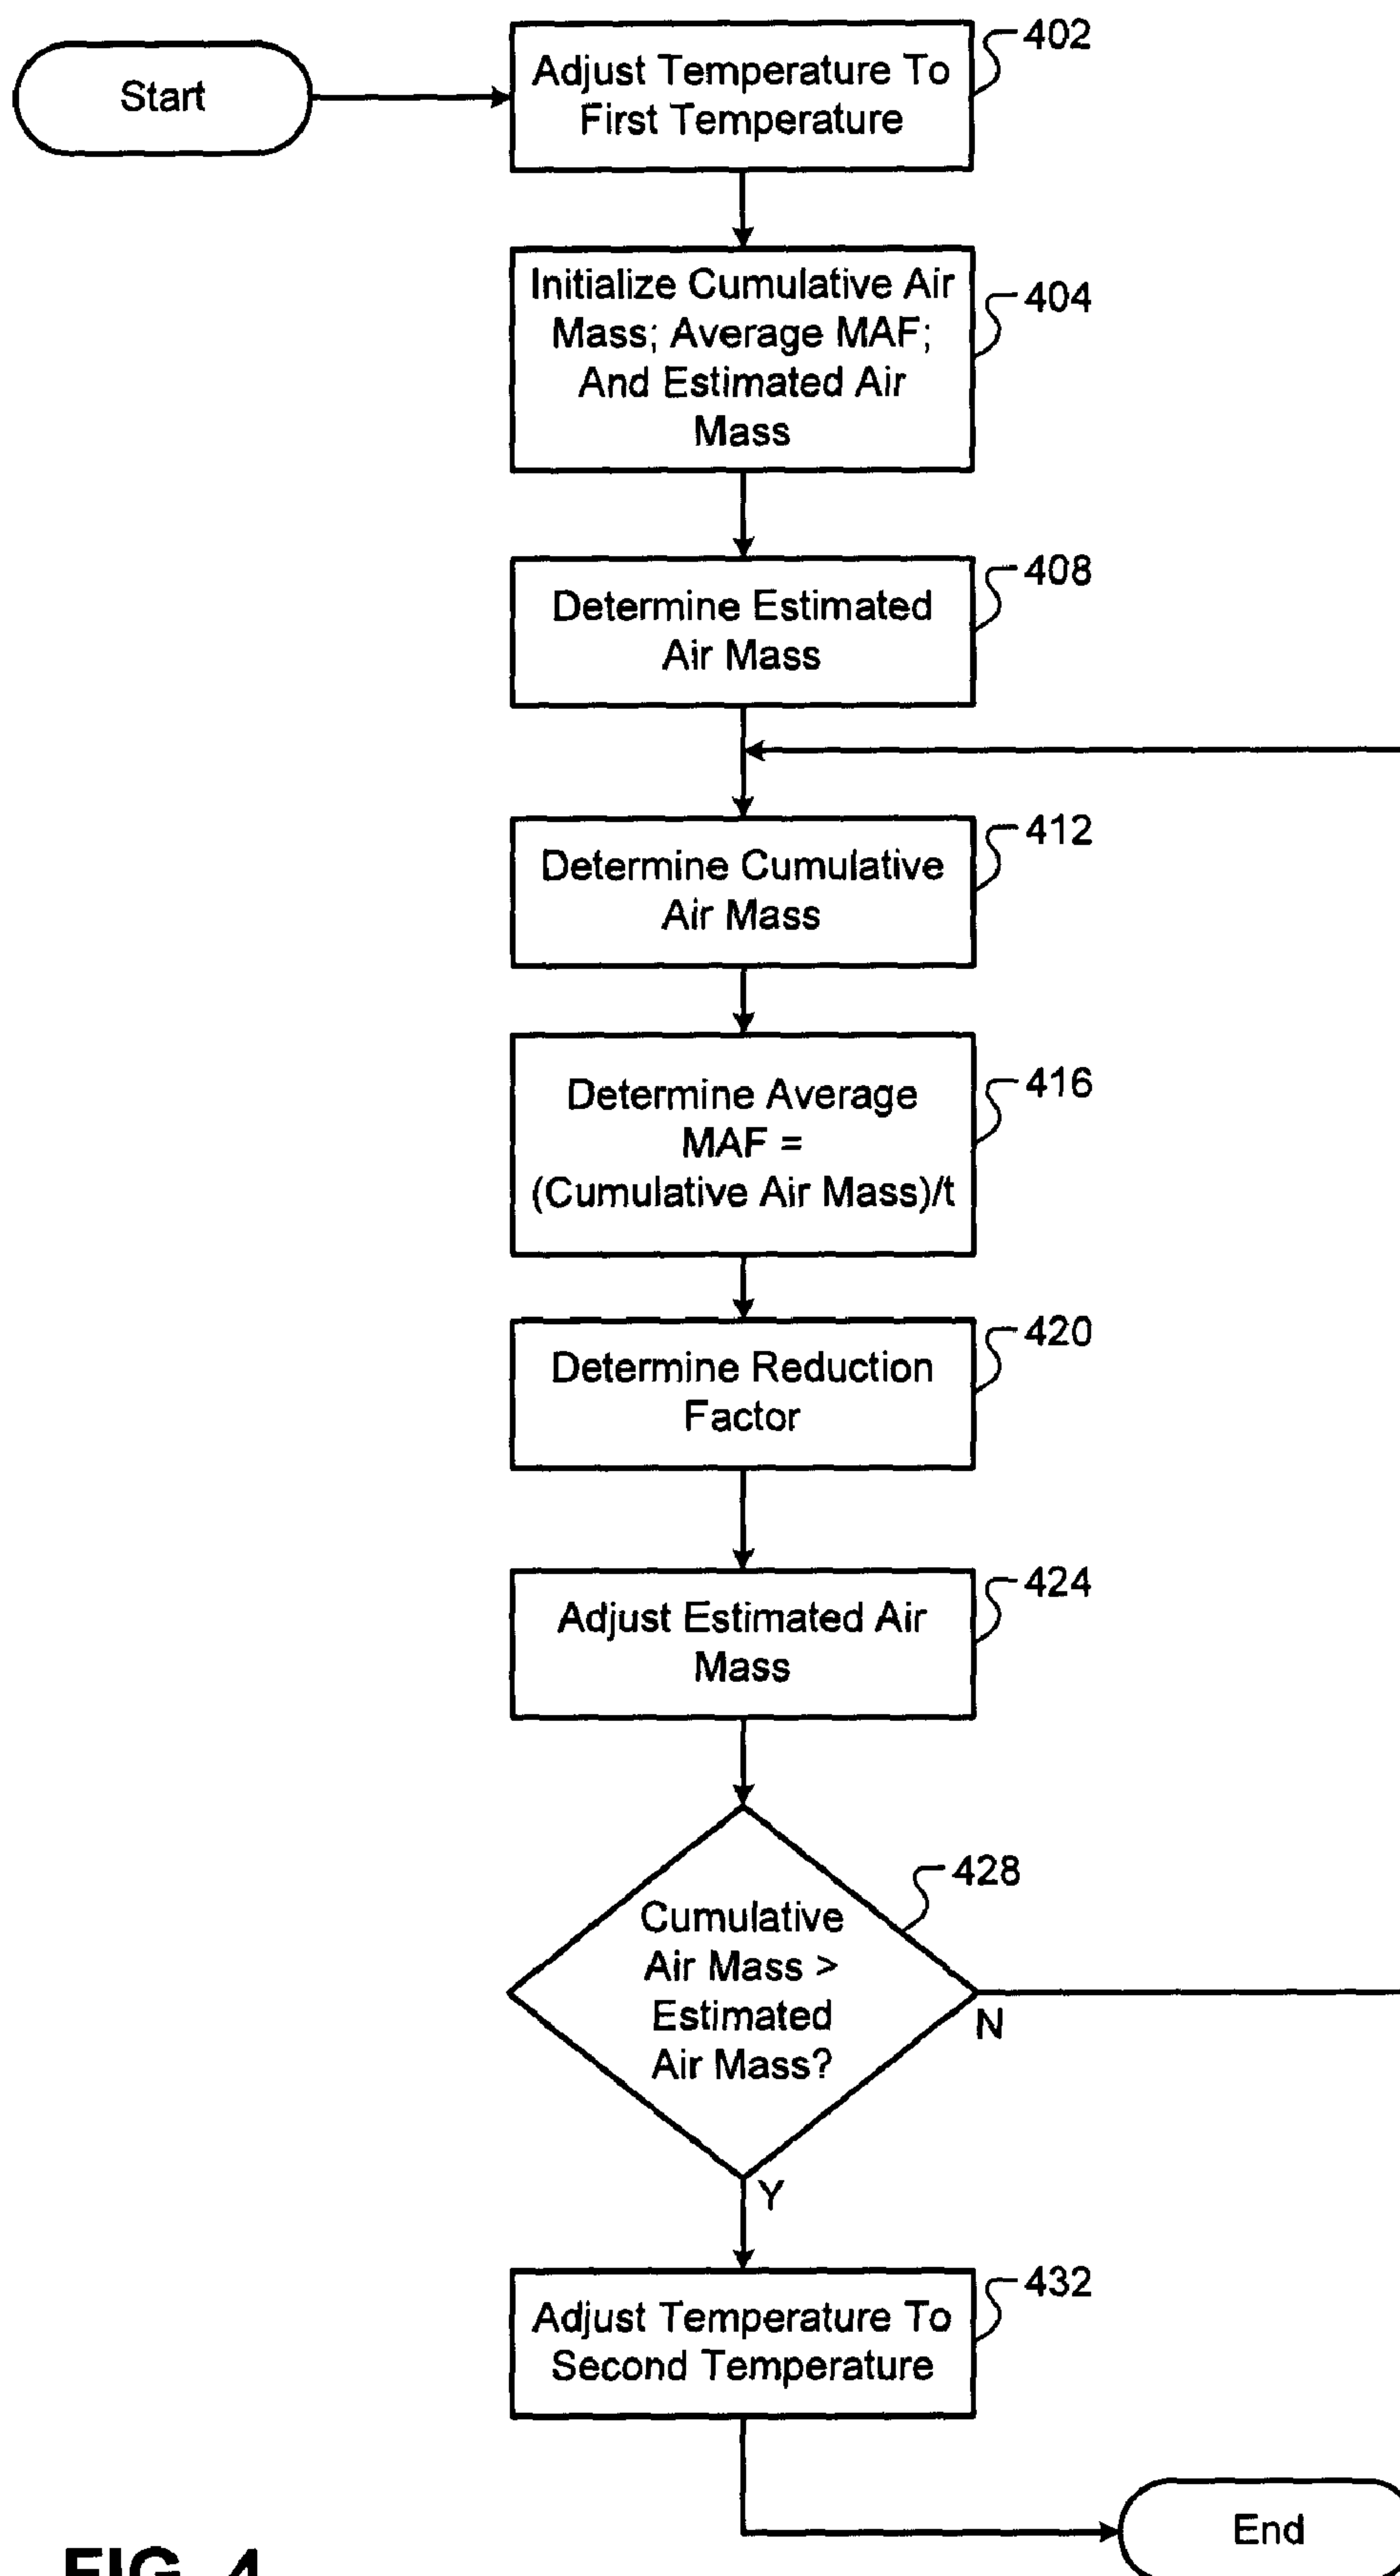 Start
Adjust Temperature To
First Temperature
402
Initialize Cumulative Air
Mass; Average MAF;
And Estimated Air
Mass
404
Determine Estimated
Air Mass
408
Determine Cumulative
Air Mass
412
Determine Average
MAF =
(Cumulative Air Mass)/t
416
Determine Reduction
Factor
420
Adjust Estimated Air
Mass
424
Cumulative
Air Mass >
Estimated
Air Mass?
428
N
Y
Adjust Temperature To
Second Temperature
432
End
FIG. 4